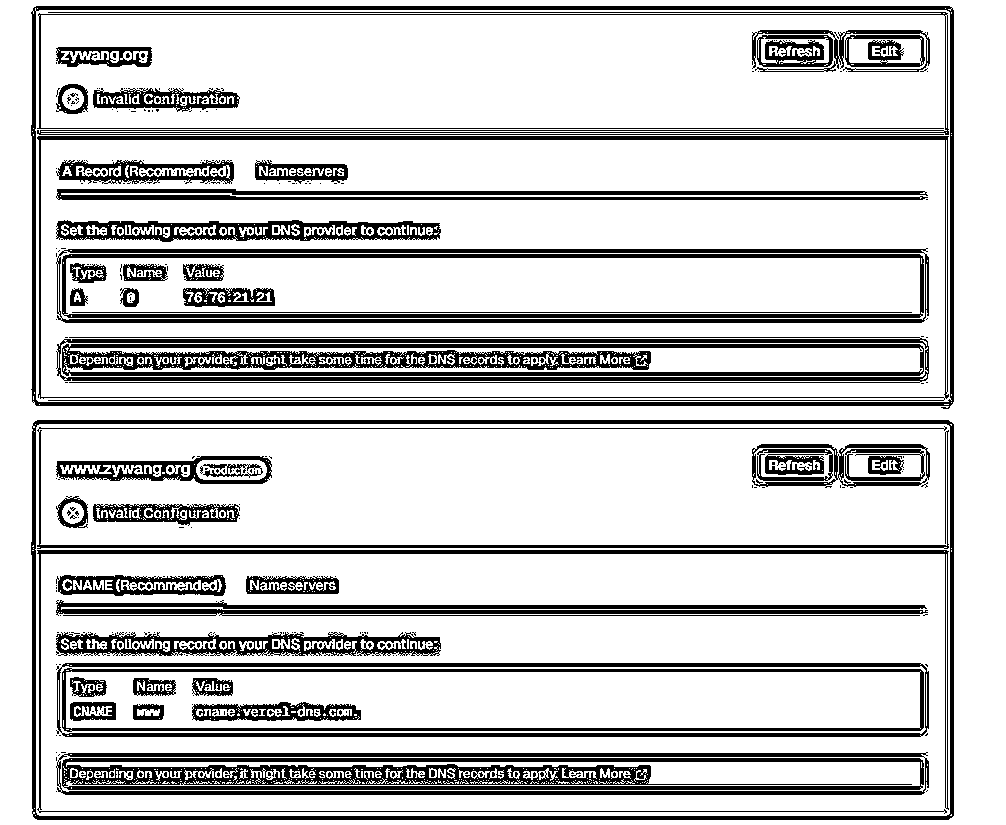 zywang.org
Refresh
Edit
Invalid Configuration
A Record (Recommended)
Nameservers
Set the following record on your DNS provider to continue:
Type Name Value
A @ 76.76.21.21
Depending on your provider, it might take some time for the DNS records to apply. Learn More
www.zywang.org Production
Refresh
Edit
Invalid Configuration
CNAME (Recommended)
Nameservers
Set the following record on your DNS provider to continue:
Type Name Value
CNAME www cname.vercel-dns.com.
Depending on your provider, it might take some time for the DNS records to apply. Learn More